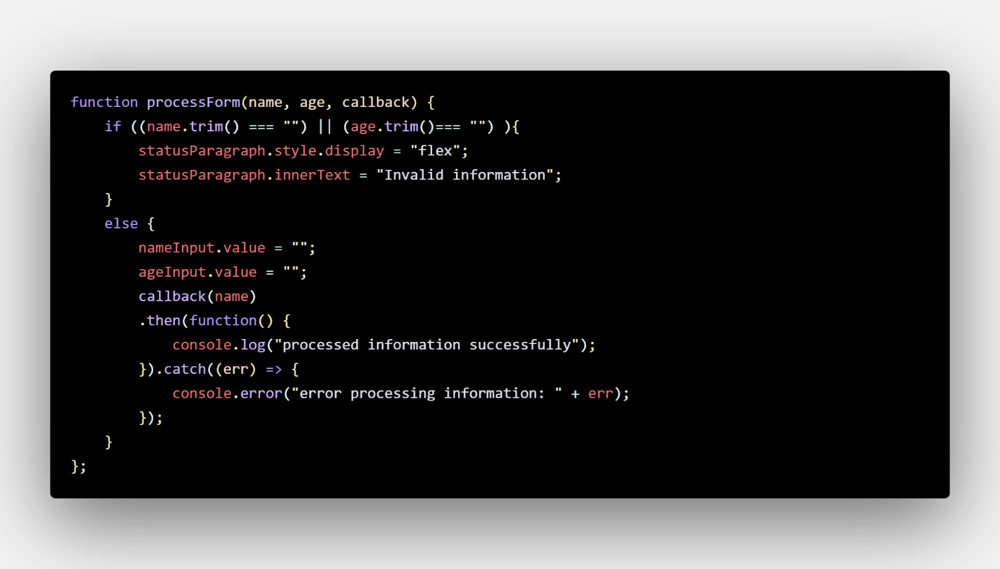 function processForm(name, age, callback) {
    if ((name.trim() === "") || (age.trim()=== "") ){
        statusParagraph.style.display = "flex";
        statusParagraph.innerText = "Invalid information";
    }
    else {
        nameInput.value = "";
        ageInput.value = "";
        callback(name)
        .then(function() {
            console.log("processed information successfully");
        }).catch((err) => {
            console.error("error processing information: " + err);
        });
    }
};